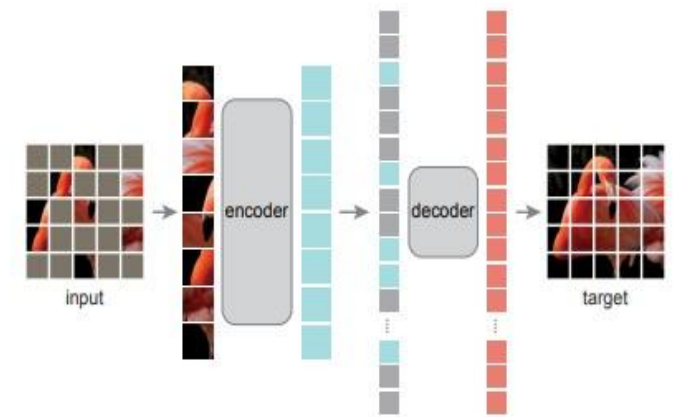 input
encoder
decoder
target